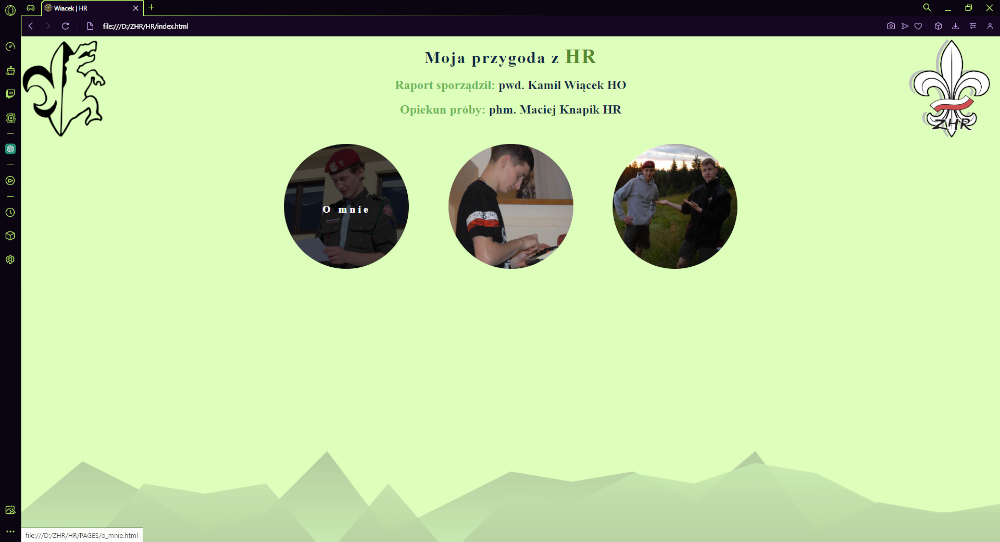 Wiacek | HR
file:///D:/ZHR/HR/index.html
Moja przygoda z HR
Raport sporządził: pwd. Kamil Wiącek HO
Opiekun próby: phm. Maciej Knapik HR
ZHR
O mnie
file:///D:/ZHR/HR/PAGES/o_mnie.html